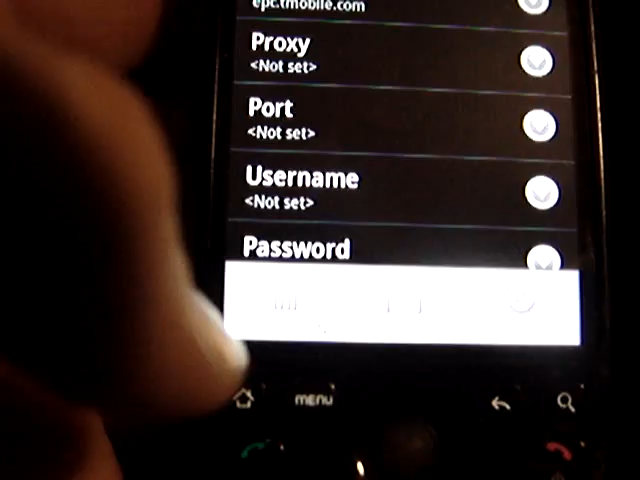 epc.tmobile.com
Proxy
<Not set>
Port
<Not set>
Username
<Not set>
Password
MENU